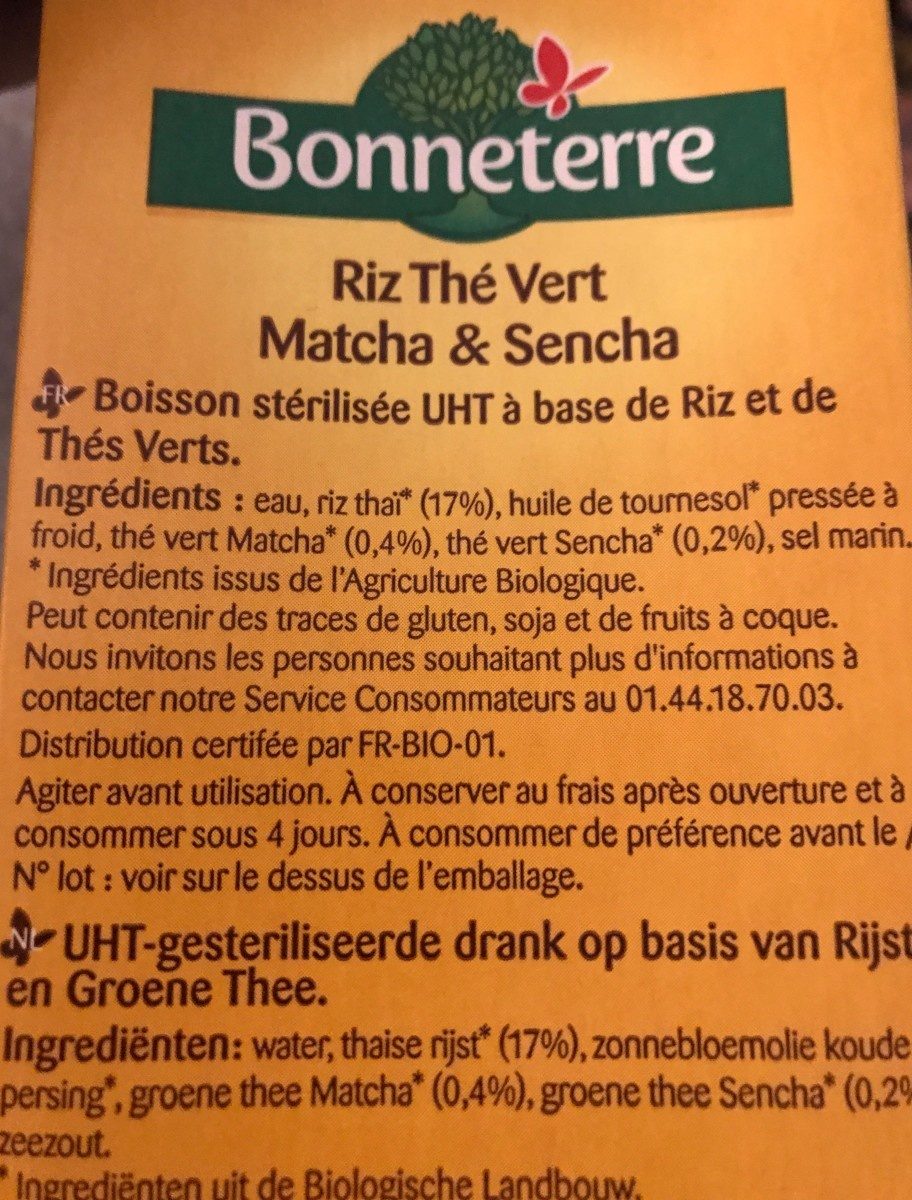 Bonneterre
Riz Thé Vert
Matcha & Sencha
FR Boisson stérilisée UHT à base de Riz et de
Thés Verts.
Ingrédients : eau, riz thaï* (17%), huile de tournesol* pressée à
froid, thé vert Matcha* (0,4%), thé vert Sencha* (0,2%), sel marin.
* Ingrédients issus de l'Agriculture Biologique.
Peut contenir des traces de gluten, soja et de fruits à coque.
Nous invitons les personnes souhaitant plus d'informations à
contacter notre Service Consommateurs au 01.44.18.70.03.
Distribution certifée par FR-BIO-01.
Agiter avant utilisation. À conserver au frais après ouverture et à
consommer sous 4 jours. À consommer de préférence avant le /
N° lot : voir sur le dessus de l'emballage.
NL UHT-gesteriliseerde drank op basis van Rijst
en Groene Thee.
Ingrediënten: water, thaise rijst* (17%), zonnebloemolie koude
persing*, groene thee Matcha* (0,4%), groene thee Sencha* (0,2%
zeezout.
* Ingrediënten uit de Biologische Landbouw.